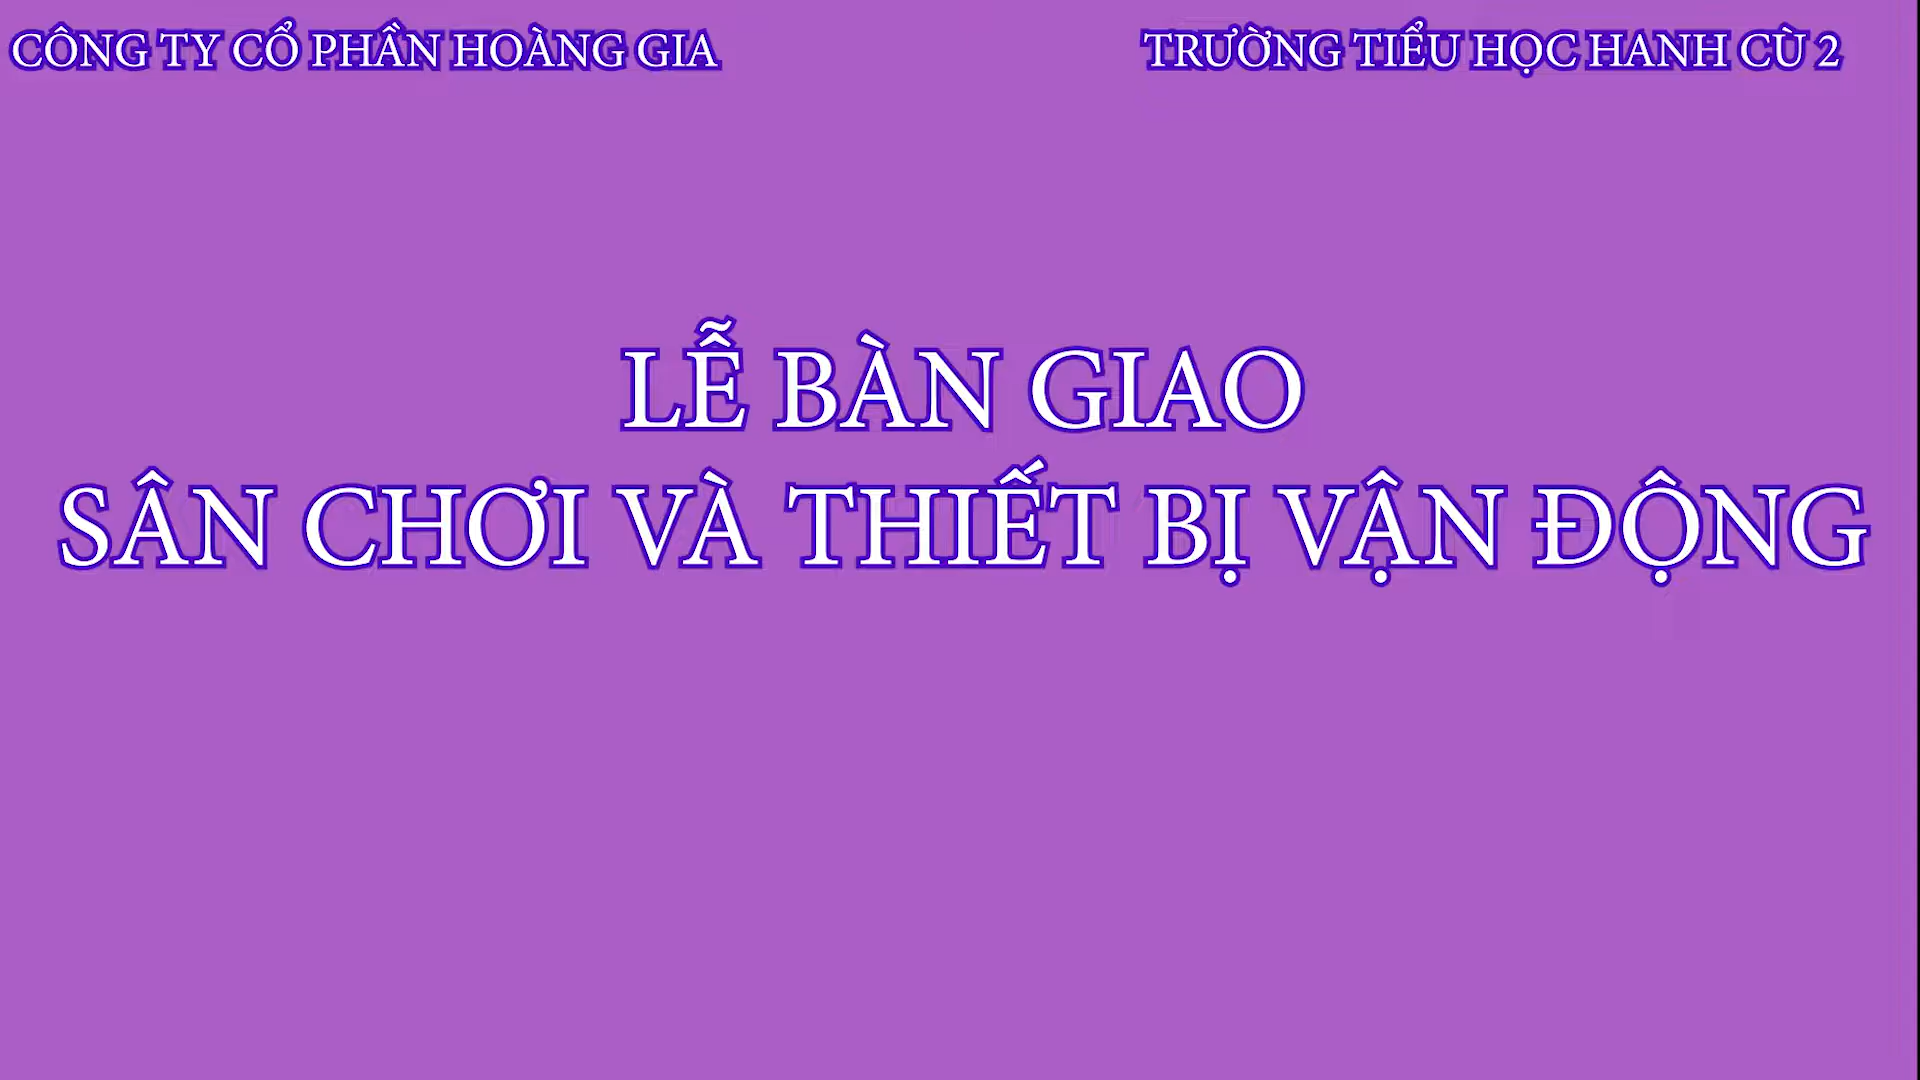 CÔNG TY CỔ PHẦN HOÀNG GIA
TRƯỜNG TIỂU HỌC HANH CÙ 2
LỄ BÀN GIAO
SÂN CHƠI VÀ THIẾT BỊ VẬN ĐỘNG